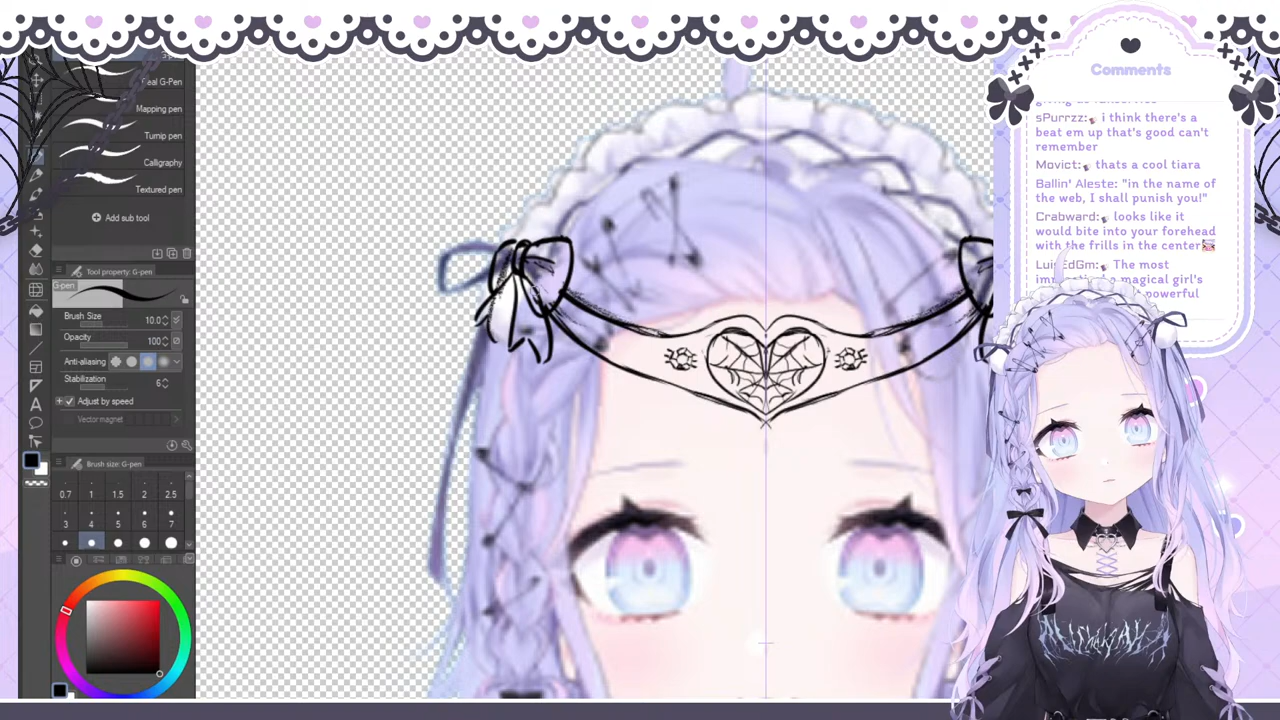 Real G-Pen
Mapping pen
Turnip pen
Calligraphy
Textured pen
Add sub tool
Tool property: G-pen
G-pen
Brush Size 10.0
Opacity 100
Anti-aliasing
Stabilization 6
Adjust by speed
Vector magnet
Brush size: G-pen
0.7 1 1.5 2 2.5
3 4 5 6 7
Comments
sPurrzz: i think there's a
beat em up that's good can't
remember
Movict: thats a cool tiara
Ballin' Aleste: "in the name of
the web, I shall punish you!"
Crabward: looks like it
would bite into your forehead
with the frills in the center
LuisEdGm: The most
magical girl's
powerful